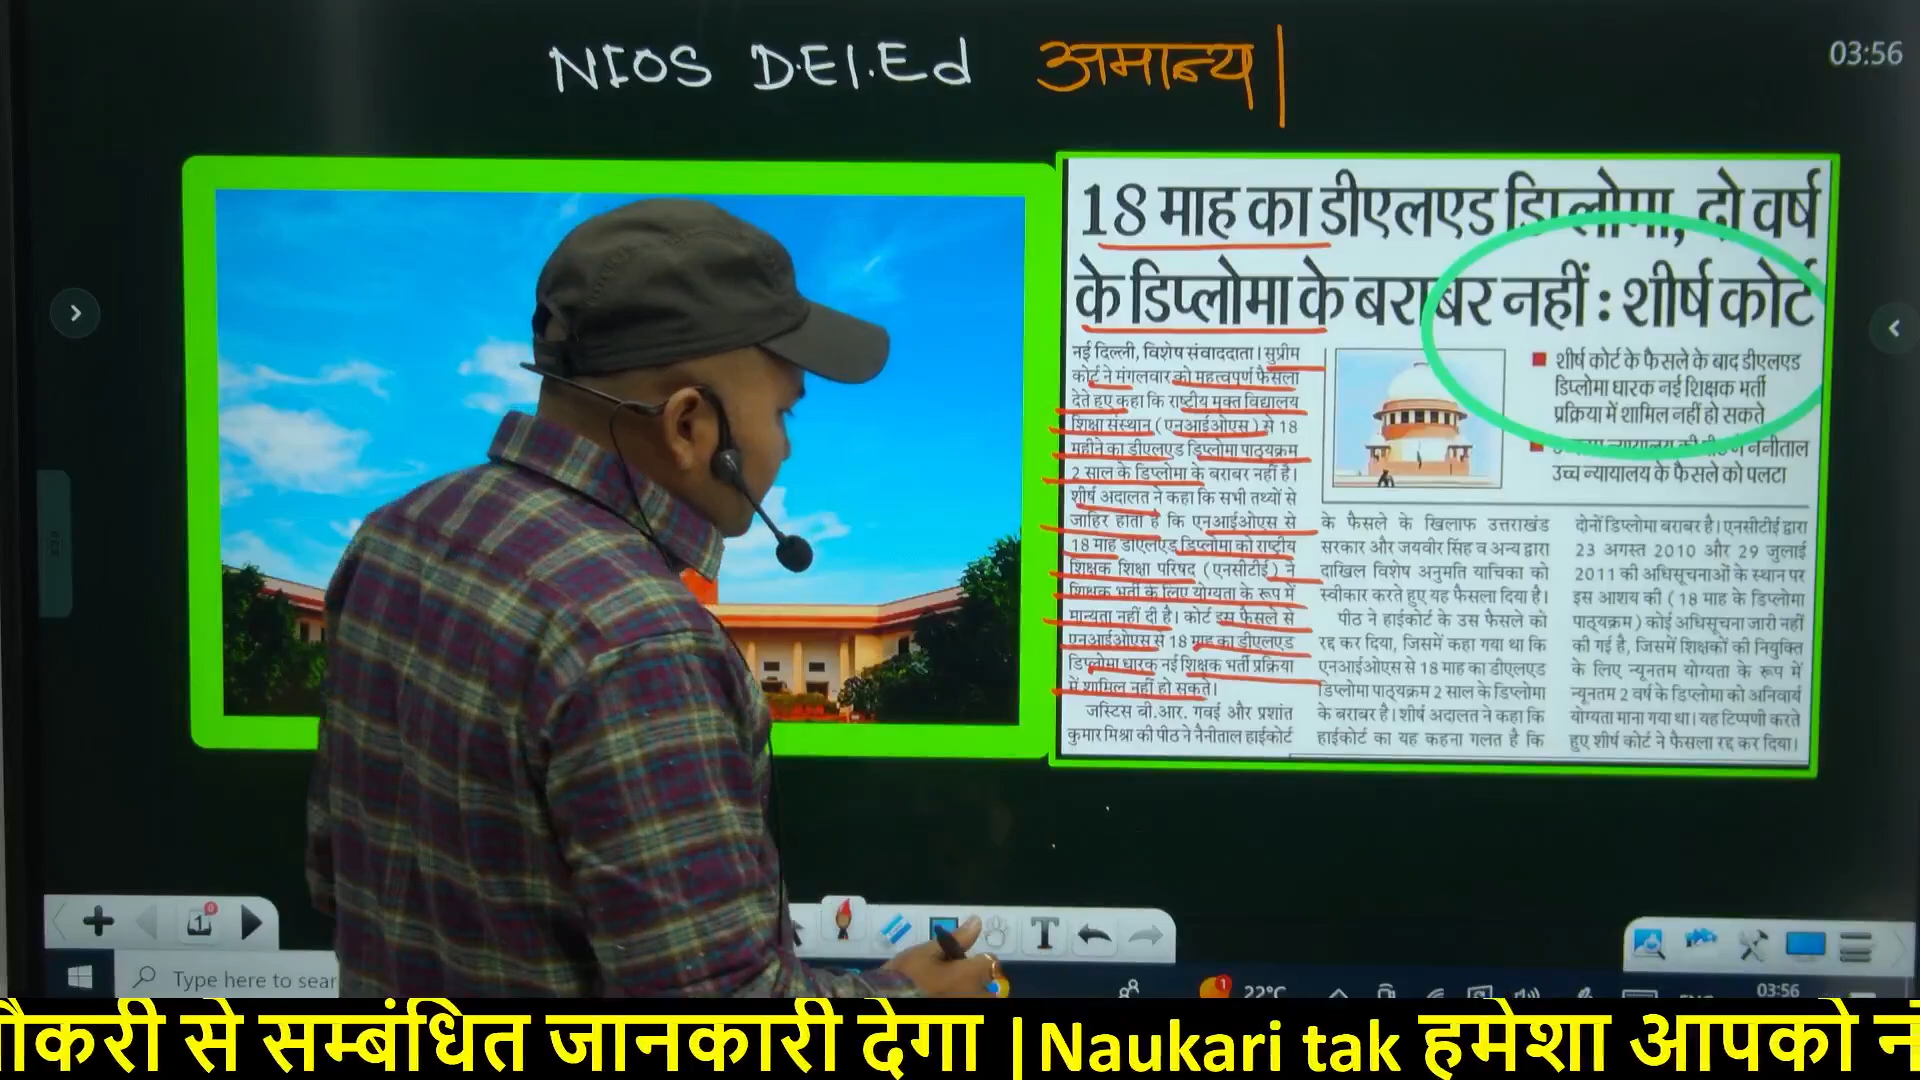 NIOS D.El.Ed अमान्य|
03:56
18 माह का डीएलएड डिप्लोमा, दो वर्ष
के डिप्लोमा के बराबर नहीं : शीर्ष कोर्ट
नई दिल्ली, विशेष संवाददाता। सुप्रीम
कोर्ट ने मंगलवार को महत्वपूर्ण फैसला
देते हुए कहा कि राष्ट्रीय मुक्त विद्यालय
शिक्षा संस्थान (एनआईओएस) से 18
महीने का डीएलएड डिप्लोमा पाठ्यक्रम
2 साल के डिप्लोमा के बराबर नहीं है।
शीर्ष अदालत ने कहा कि सभी तथ्यों से
जाहिर होता है कि एनआईओएस से
18 माह डीएलएड डिप्लोमा को राष्ट्रीय
शिक्षक शिक्षा परिषद (एनसीटीई) ने
शिक्षक भर्ती के लिए योग्यता के रूप में
मान्यता नहीं दी है। कोर्ट इस फैसले से
एनआईओएस से 18 माह का डीएलएड
डिप्लोमा धारक नई शिक्षक भर्ती प्रक्रिया
में शामिल नहीं हो सकते।
जस्टिस बी.आर. गवई और प्रशांत
कुमार मिश्रा की पीठ ने नैनीताल हाईकोर्ट
शीर्ष कोर्ट के फैसले के बाद डीएलएड
डिप्लोमा धारक नई शिक्षक भर्ती
प्रक्रिया में शामिल नहीं हो सकते
नैनीताल
उच्च न्यायालय के फैसले को पलटा
के फैसले के खिलाफ उत्तराखंड
सरकार और जयवीर सिंह व अन्य द्वारा
दाखिल विशेष अनुमति याचिका को
स्वीकार करते हुए यह फैसला दिया है।
पीठ ने हाईकोर्ट के उस फैसले को
रद्द कर दिया, जिसमें कहा गया था कि
एनआईओएस से 18 माह का डीएलएड
डिप्लोमा पाठ्यक्रम 2 साल के डिप्लोमा
के बराबर है। शीर्ष अदालत ने कहा कि
हाईकोर्ट का यह कहना गलत है कि
दोनों डिप्लोमा बराबर है। एनसीटीई द्वारा
23 अगस्त 2010 और 29 जुलाई
2011 की अधिसूचनाओं के स्थान पर
इस आशय की (18 माह के डिप्लोमा
पाठ्यक्रम) कोई अधिसूचना जारी नहीं
की गई है, जिसमें शिक्षकों की नियुक्ति
के लिए न्यूनतम योग्यता के रूप में
न्यूनतम 2 वर्ष के डिप्लोमा को अनिवार्य
योग्यता माना गया था। यह टिप्पणी करते
हुए शीर्ष कोर्ट ने फैसला रद्द कर दिया।
Type here to sear
22°C
03:56
नौकरी से सम्बंधित जानकारी देगा | Naukari tak हमेशा आपको